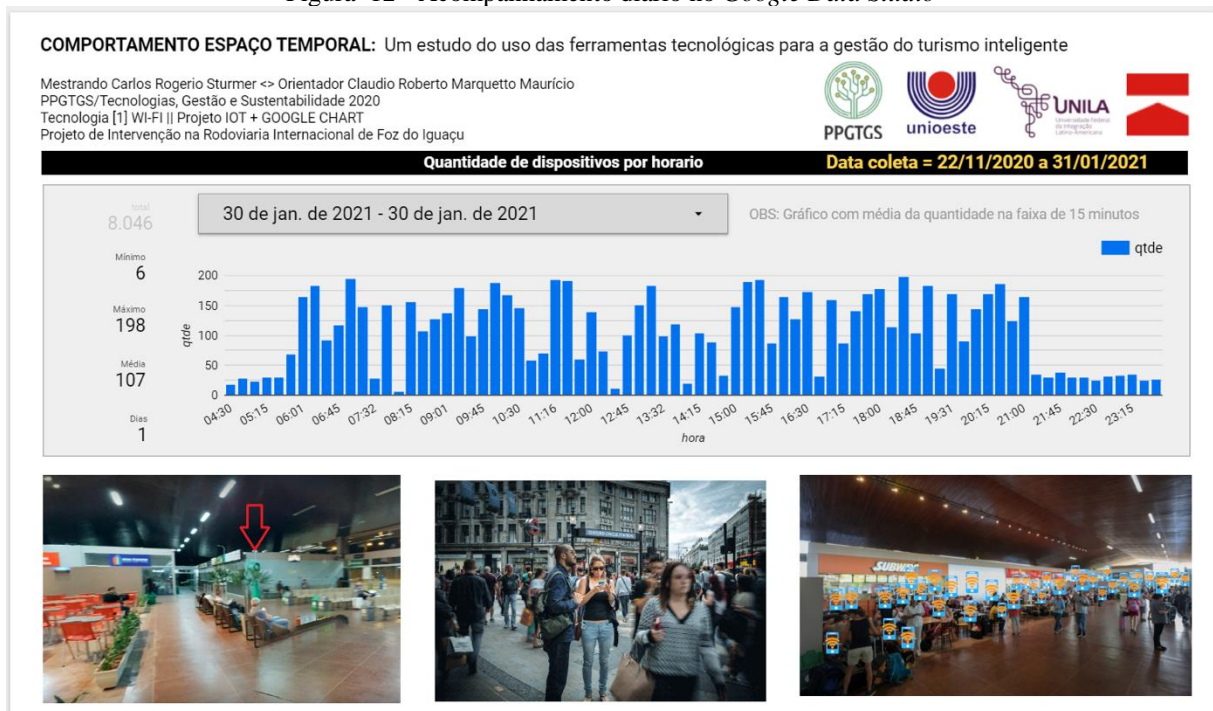 Figura 12 - Acompanhamento diário no Google Data Studio
COMPORTAMENTO ESPAÇO TEMPORAL: Um estudo do uso das ferramentas tecnológicas para a gestão do turismo inteligente
Mestrando Carlos Rogerio Sturmer <> Orientador Claudio Roberto Marquetto Maurício
PPGTGS/Tecnologias, Gestão e Sustentabilidade 2020
Tecnologia [1] WI-FI || Projeto IOT + GOOGLE CHART
Projeto de Intervenção na Rodoviaria Internacional de Foz do Iguaçu
PPGTGS
unioeste
UNILA
Universidade Federal
da Integração
Latino-Americana
Quantidade de dispositivos por horario
Data coleta = 22/11/2020 a 31/01/2021
total
8.046
30 de jan. de 2021 - 30 de jan. de 2021
OBS: Gráfico com média da quantidade na faixa de 15 minutos
qtde
Mínimo
6
Máximo
198
Média
107
Dias
1
qtde
200
150
100
50
0
04:30 05:15 06:01 06:45 07:32 08:15 09:01 09:45 10:30 11:16 12:00 12:45 13:32 14:15 15:00 15:45 16:30 17:15 18:00 18:45 19:31 20:15 21:00 21:45 22:30 23:15
hora
SUBWAY